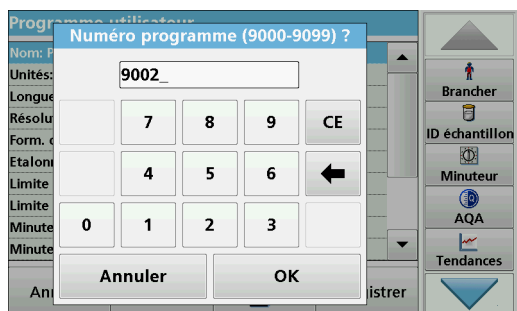 Programme utilisateur
Numéro programme (9000-9099) ?
9002_
Nom: P
Unités:
Longue
Résolu
Form. d
Etalonn
Limite
Limite
Minute
Minute
7 8 9 CE
4 5 6
0 1 2 3
Annuler OK
Ann
istrer
Brancher
ID échantillon
Minuteur
AQA
Tendances